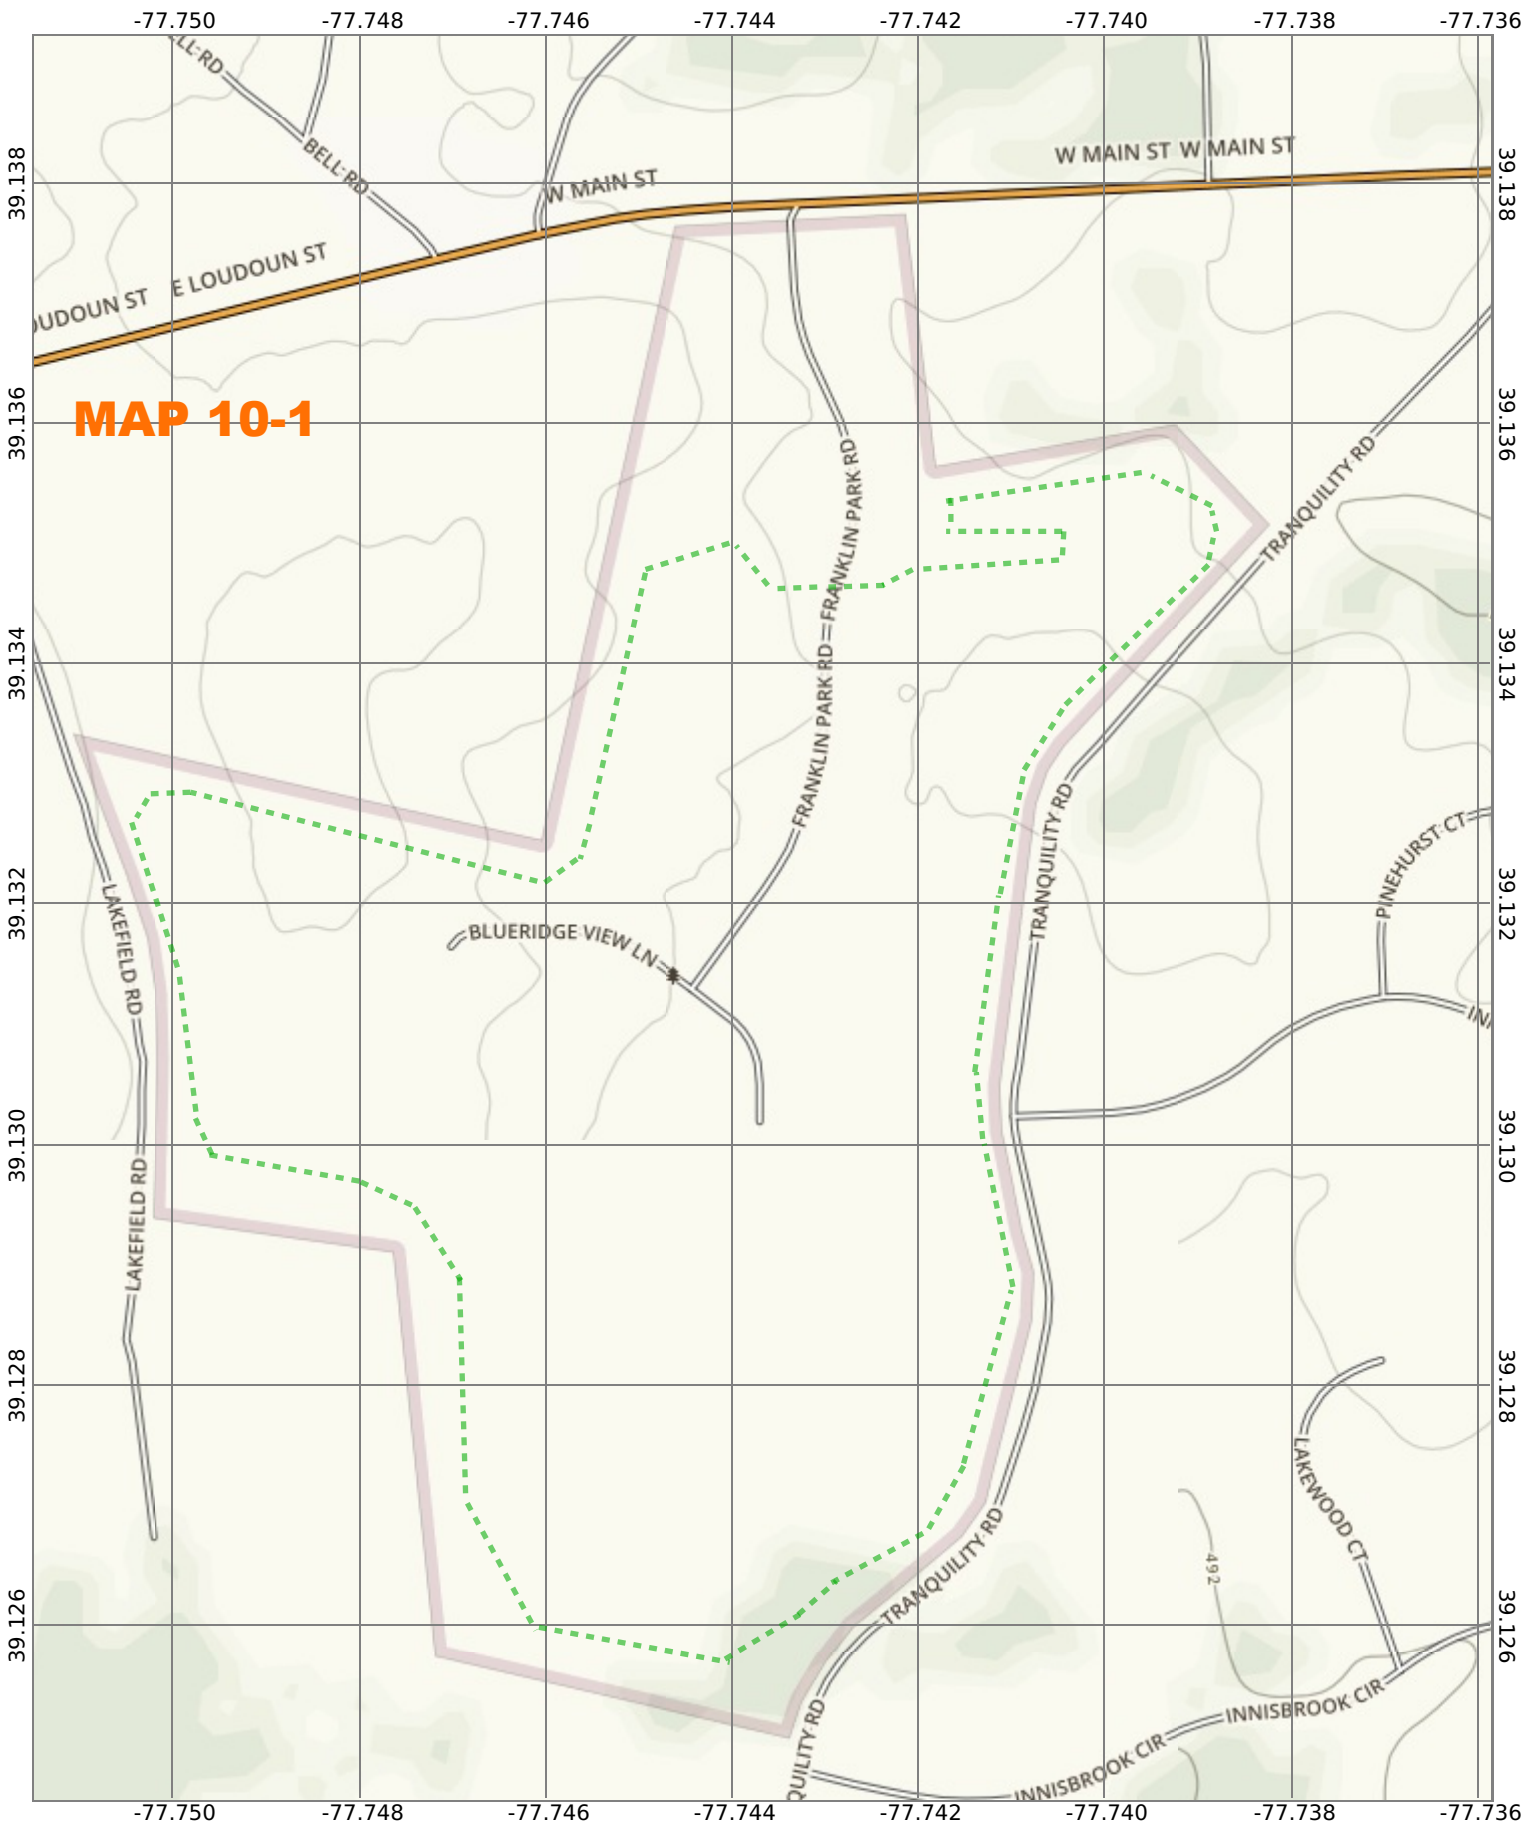 -77.750 -77.748 -77.746 -77.744 -77.742 -77.740 -77.738 -77.736
ELL RD
BELL RD
W MAIN ST
W MAIN ST W MAIN ST
39.138
39.138
E LOUDOUN ST
OUDOUN ST
MAP 10-1
39.136
39.136
FRANKLIN PARK RD
TRANQUILITY RD
FRANKLIN PARK RD
39.134
39.134
FRANKLIN PARK RD
TRANQUILITY RD
PINEHURST CT
39.132
39.132
LAKEFIELD RD
BLUERIDGE VIEW LN
INN
39.130
39.130
LAKEFIELD RD
39.128
39.128
LAKEWOOD CT
492
TRANQUILITY RD
39.126
39.126
QUILITY RD
INNISBROOK CIR
INNISBROOK CIR
-77.750 -77.748 -77.746 -77.744 -77.742 -77.740 -77.738 -77.736